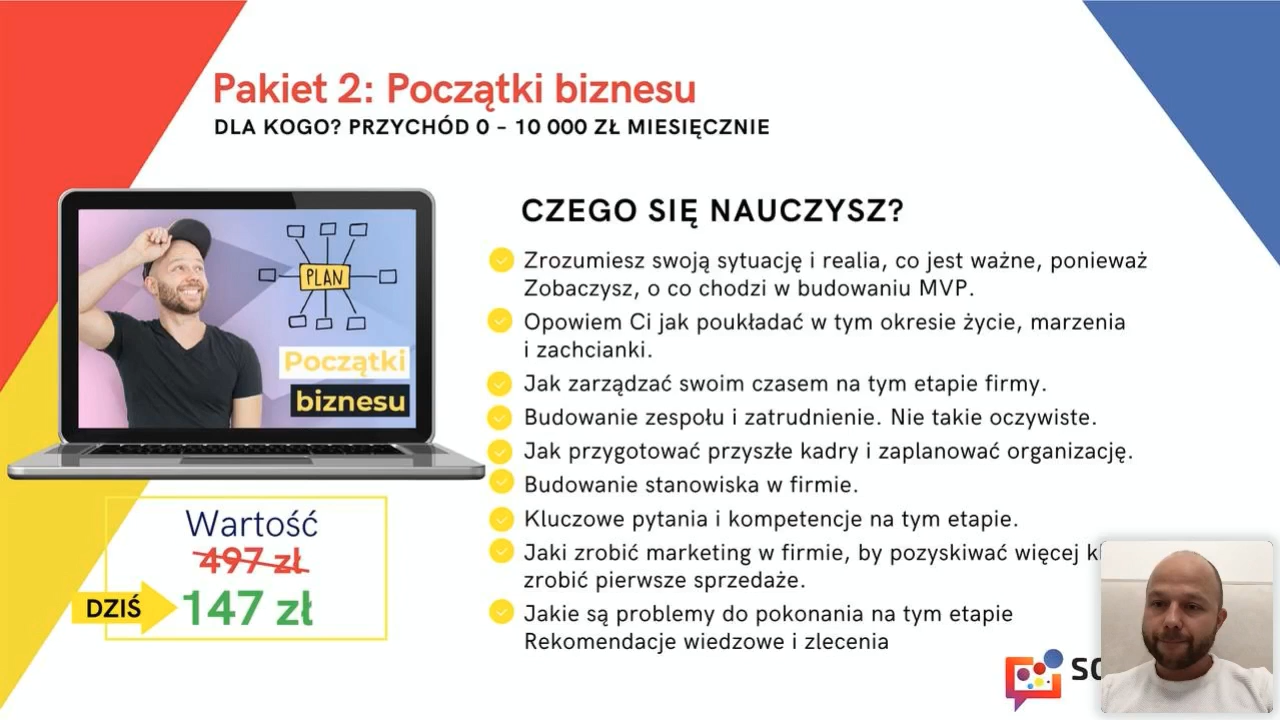 Pakiet 2: Początki biznesu
DLA KOGO? PRZYCHÓD 0 – 10 000 ZŁ MIESIĘCZNIE
PLAN
Początki
biznesu
Wartość
497 zł
DZIŚ
147 zł
CZEGO SIĘ NAUCZYSZ?
Zrozumiesz swoją sytuację i realia, co jest ważne, ponieważ
Zobaczysz, o co chodzi w budowaniu MVP.
Opowiem Ci jak poukładać w tym okresie życie, marzenia
i zachcianki.
Jak zarządzać swoim czasem na tym etapie firmy.
Budowanie zespołu i zatrudnienie. Nie takie oczywiste.
Jak przygotować przyszłe kadry i zaplanować organizację.
Budowanie stanowiska w firmie.
Kluczowe pytania i kompetencje na tym etapie.
Jaki zrobić marketing w firmie, by pozyskiwać więcej
zrobić pierwsze sprzedaże.
Jakie są problemy do pokonania na tym etapie
Rekomendacje wiedzowe i zlecenia